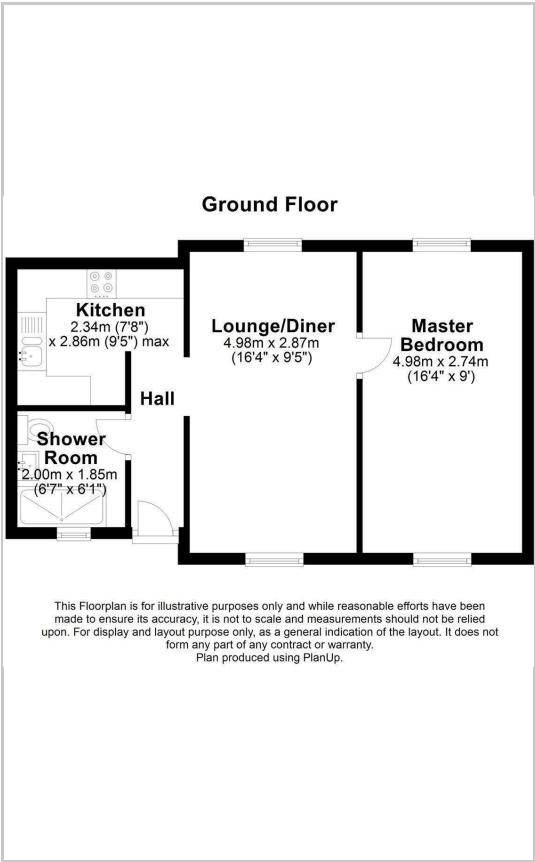 Ground Floor
Kitchen
2.34m (7'8")
x 2.86m (9'5") max
Lounge/Diner
4.98m x 2.87m
(16'4" x 9'5")
Master
Bedroom
4.98m x 2.74m
(16'4" x 9')
Hall
Shower
Room
2.00m x 1.85m
(6'7" x 6'1")
This Floorplan is for illustrative purposes only and while reasonable efforts have been
made to ensure its accuracy, it is not to scale and measurements should not be relied
upon. For display and layout purpose only, as a general indication of the layout. It does not
form any part of any contract or warranty.
Plan produced using PlanUp.